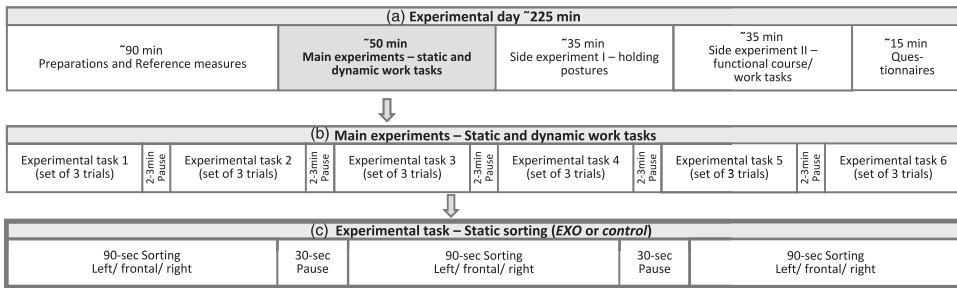 (a) Experimental day ~225 min
~90 min
Preparations and Reference measures
~50 min
Main experiments – static and
dynamic work tasks
~35 min
Side experiment I – holding
postures
~35 min
Side experiment II –
functional course/
work tasks
~15 min
Ques-
tionnaires
(b) Main experiments – Static and dynamic work tasks
Experimental task 1
(set of 3 trials)
2-3min
Pause
Experimental task 2
(set of 3 trials)
2-3min
Pause
Experimental task 3
(set of 3 trials)
2-3min
Pause
Experimental task 4
(set of 3 trials)
2-3min
Pause
Experimental task 5
(set of 3 trials)
2-3min
Pause
Experimental task 6
(set of 3 trials)
(c) Experimental task – Static sorting (EXO or control)
90-sec Sorting
Left/ frontal/ right
30-sec
Pause
90-sec Sorting
Left/ frontal/ right
30-sec
Pause
90-sec Sorting
Left/ frontal/ right